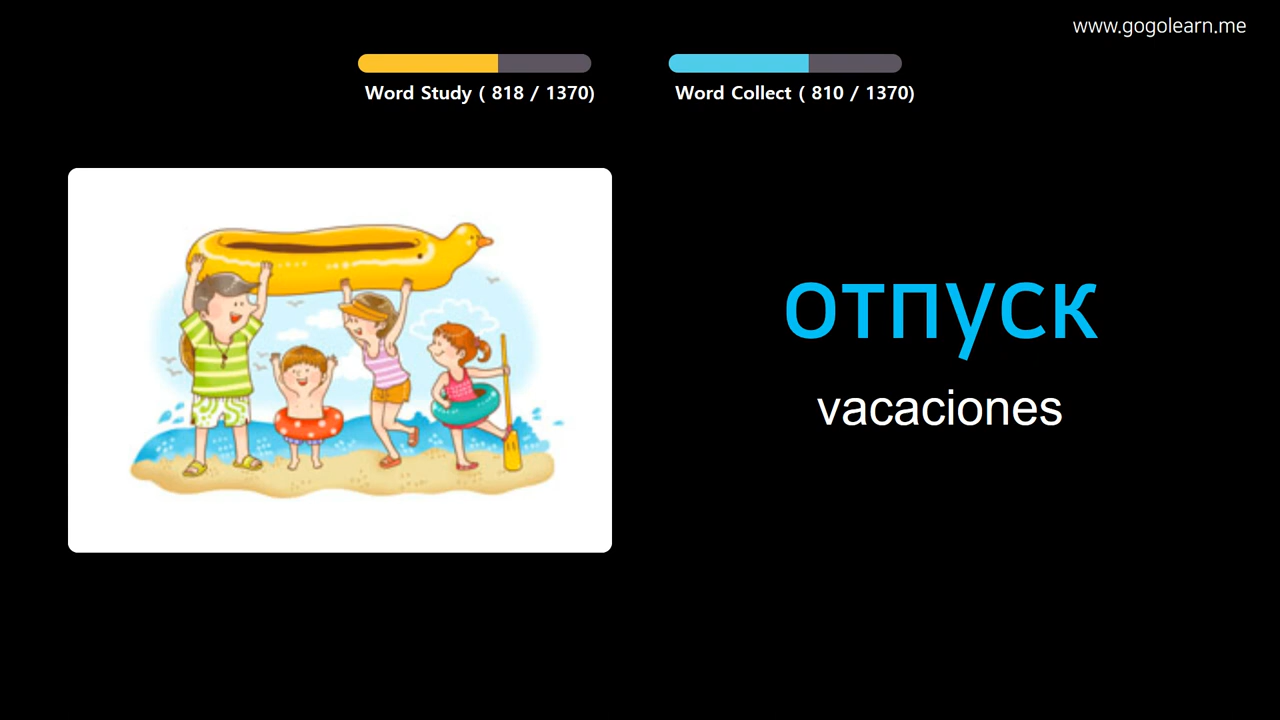 www.gogolearn.me
Word Study ( 818 / 1370)
Word Collect ( 810 / 1370)
отпуск
vacaciones